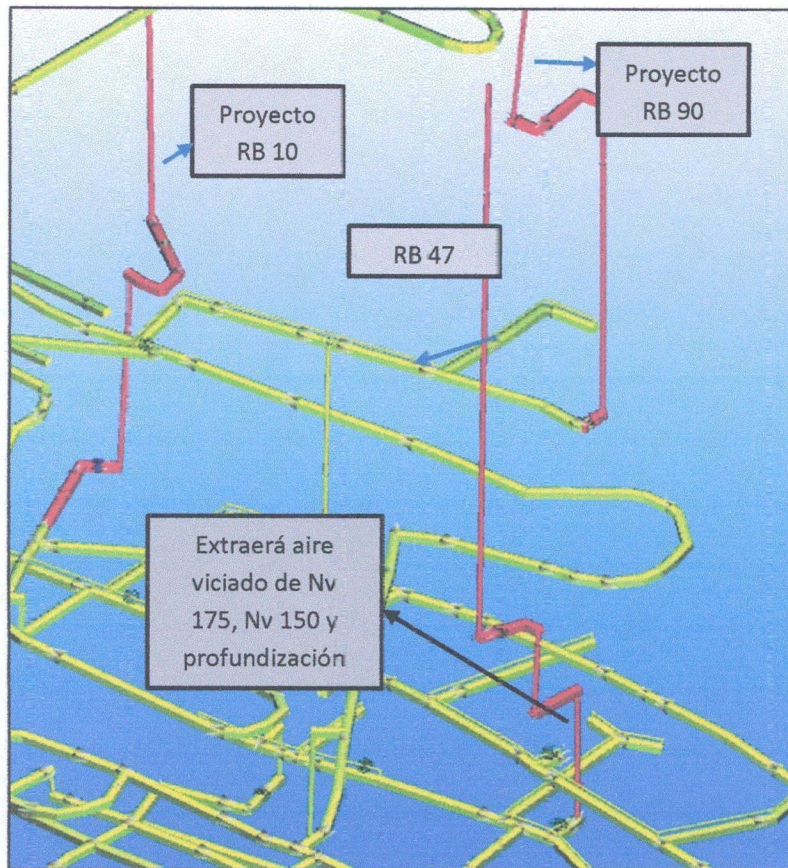 Proyecto
RB 10
Proyecto
RB 90
RB 47
Extraerá aire
viciado de Nv
175, Nv 150 y
profundización